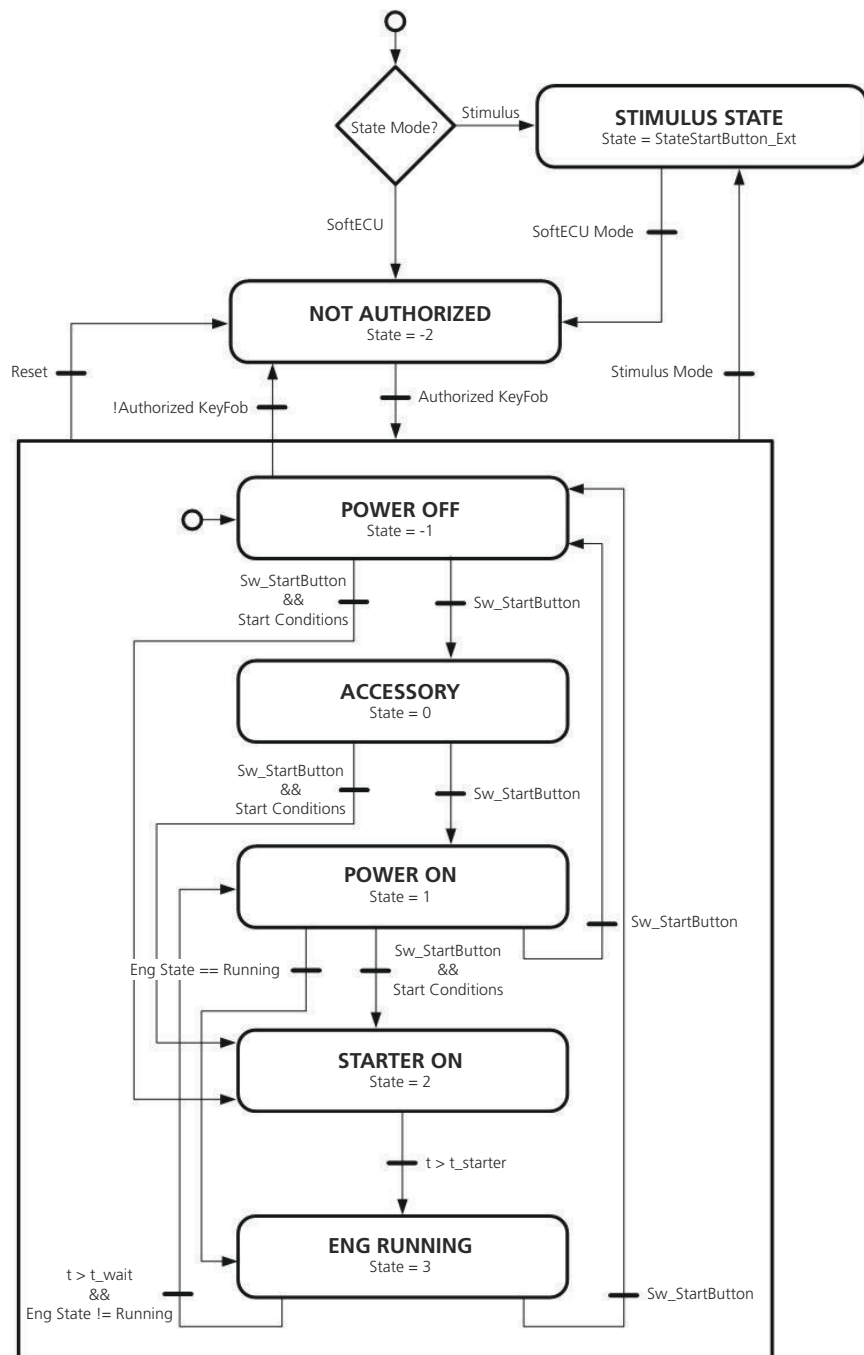 State Mode?
Stimulus
STIMULUS STATE
State = StateStartButton_Ext
SoftECU
SoftECU Mode
NOT AUTHORIZED
State = -2
Reset
!Authorized KeyFob
Authorized KeyFob
Stimulus Mode
POWER OFF
State = -1
Sw_StartButton
&&
Start Conditions
Sw_StartButton
ACCESSORY
State = 0
Sw_StartButton
&&
Start Conditions
Sw_StartButton
POWER ON
State = 1
Sw_StartButton
Eng State == Running
Sw_StartButton
&&
Start Conditions
STARTER ON
State = 2
t > t_starter
ENG RUNNING
State = 3
t > t_wait
&&
Eng State != Running
Sw_StartButton